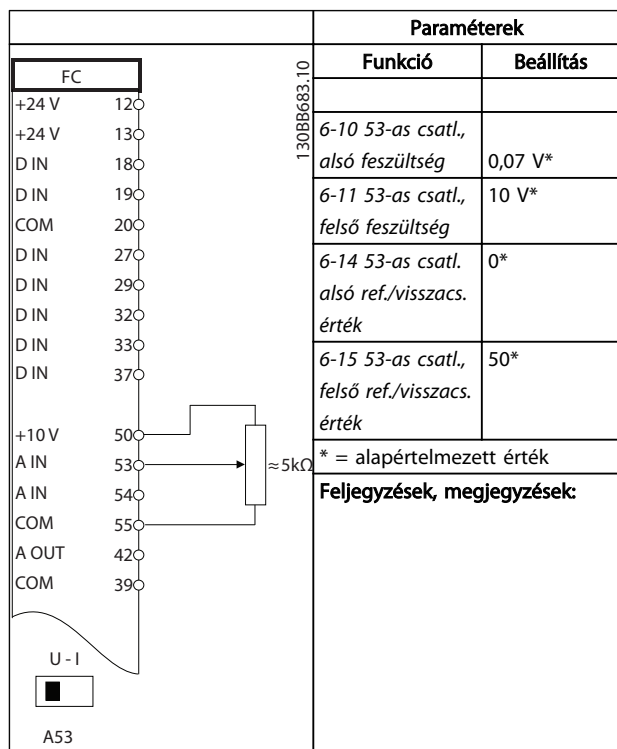 Paraméterek
Funkció Beállítás
6-10 53-as csatl.,
alsó feszültség 0,07 V*
6-11 53-as csatl., 10 V*
felső feszültség
6-14 53-as csatl. 0*
alsó ref./visszacs.
érték
6-15 53-as csatl., 50*
felső ref./visszacs.
érték
* = alapértelmezett érték
Feljegyzések, megjegyzések:
130BB683.10
FC
+24 V 12
+24 V 13
D IN 18
D IN 19
COM 20
D IN 27
D IN 29
D IN 32
D IN 33
D IN 37
+10 V 50
A IN 53
A IN 54
COM 55
A OUT 42
COM 39
≈5kΩ
U - I
A53